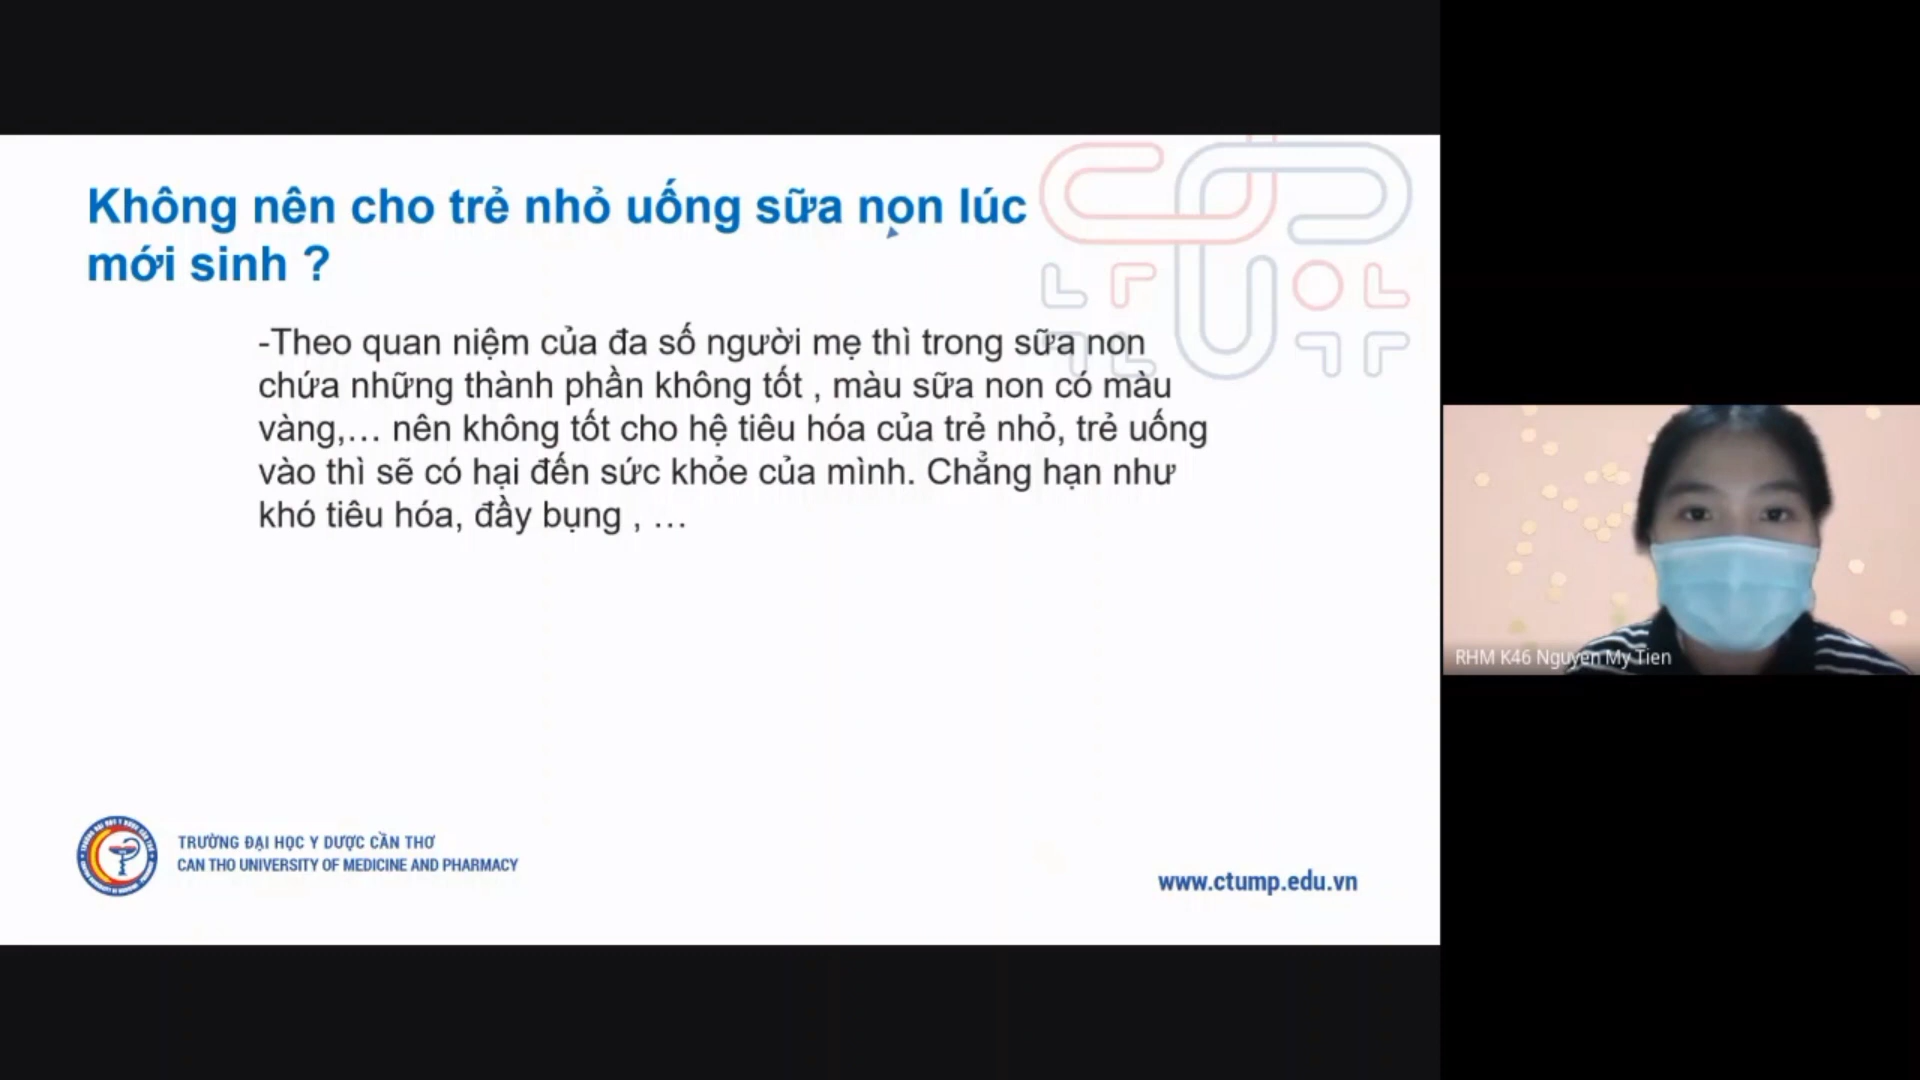 Không nên cho trẻ nhỏ uống sữa non lúc
mới sinh ?
-Theo quan niệm của đa số người mẹ thì trong sữa non
chứa những thành phần không tốt , màu sữa non có màu
vàng,… nên không tốt cho hệ tiêu hóa của trẻ nhỏ, trẻ uống
vào thì sẽ có hại đến sức khỏe của mình. Chẳng hạn như
khó tiêu hóa, đầy bụng , …
RHM K46 Nguyen My Tien
TRƯỜNG ĐẠI HỌC Y DƯỢC CẦN THƠ
CAN THO UNIVERSITY OF MEDICINE AND PHARMACY
www.ctump.edu.vn